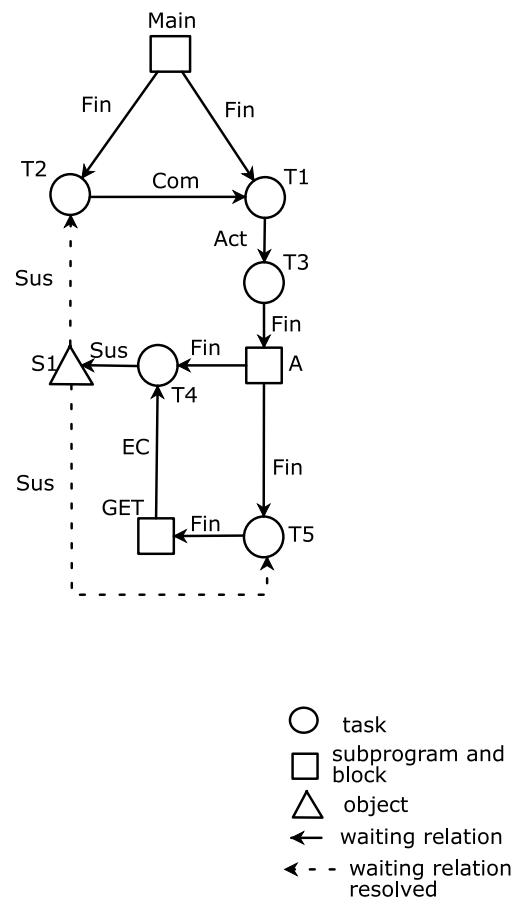 Main
Fin
Fin
T2
Com
T1
Act
T3
Sus
Fin
S1
Sus
Fin
A
T4
EC
Sus
Fin
GET
Fin
T5
task
subprogram and
block
object
waiting relation
waiting relation
resolved